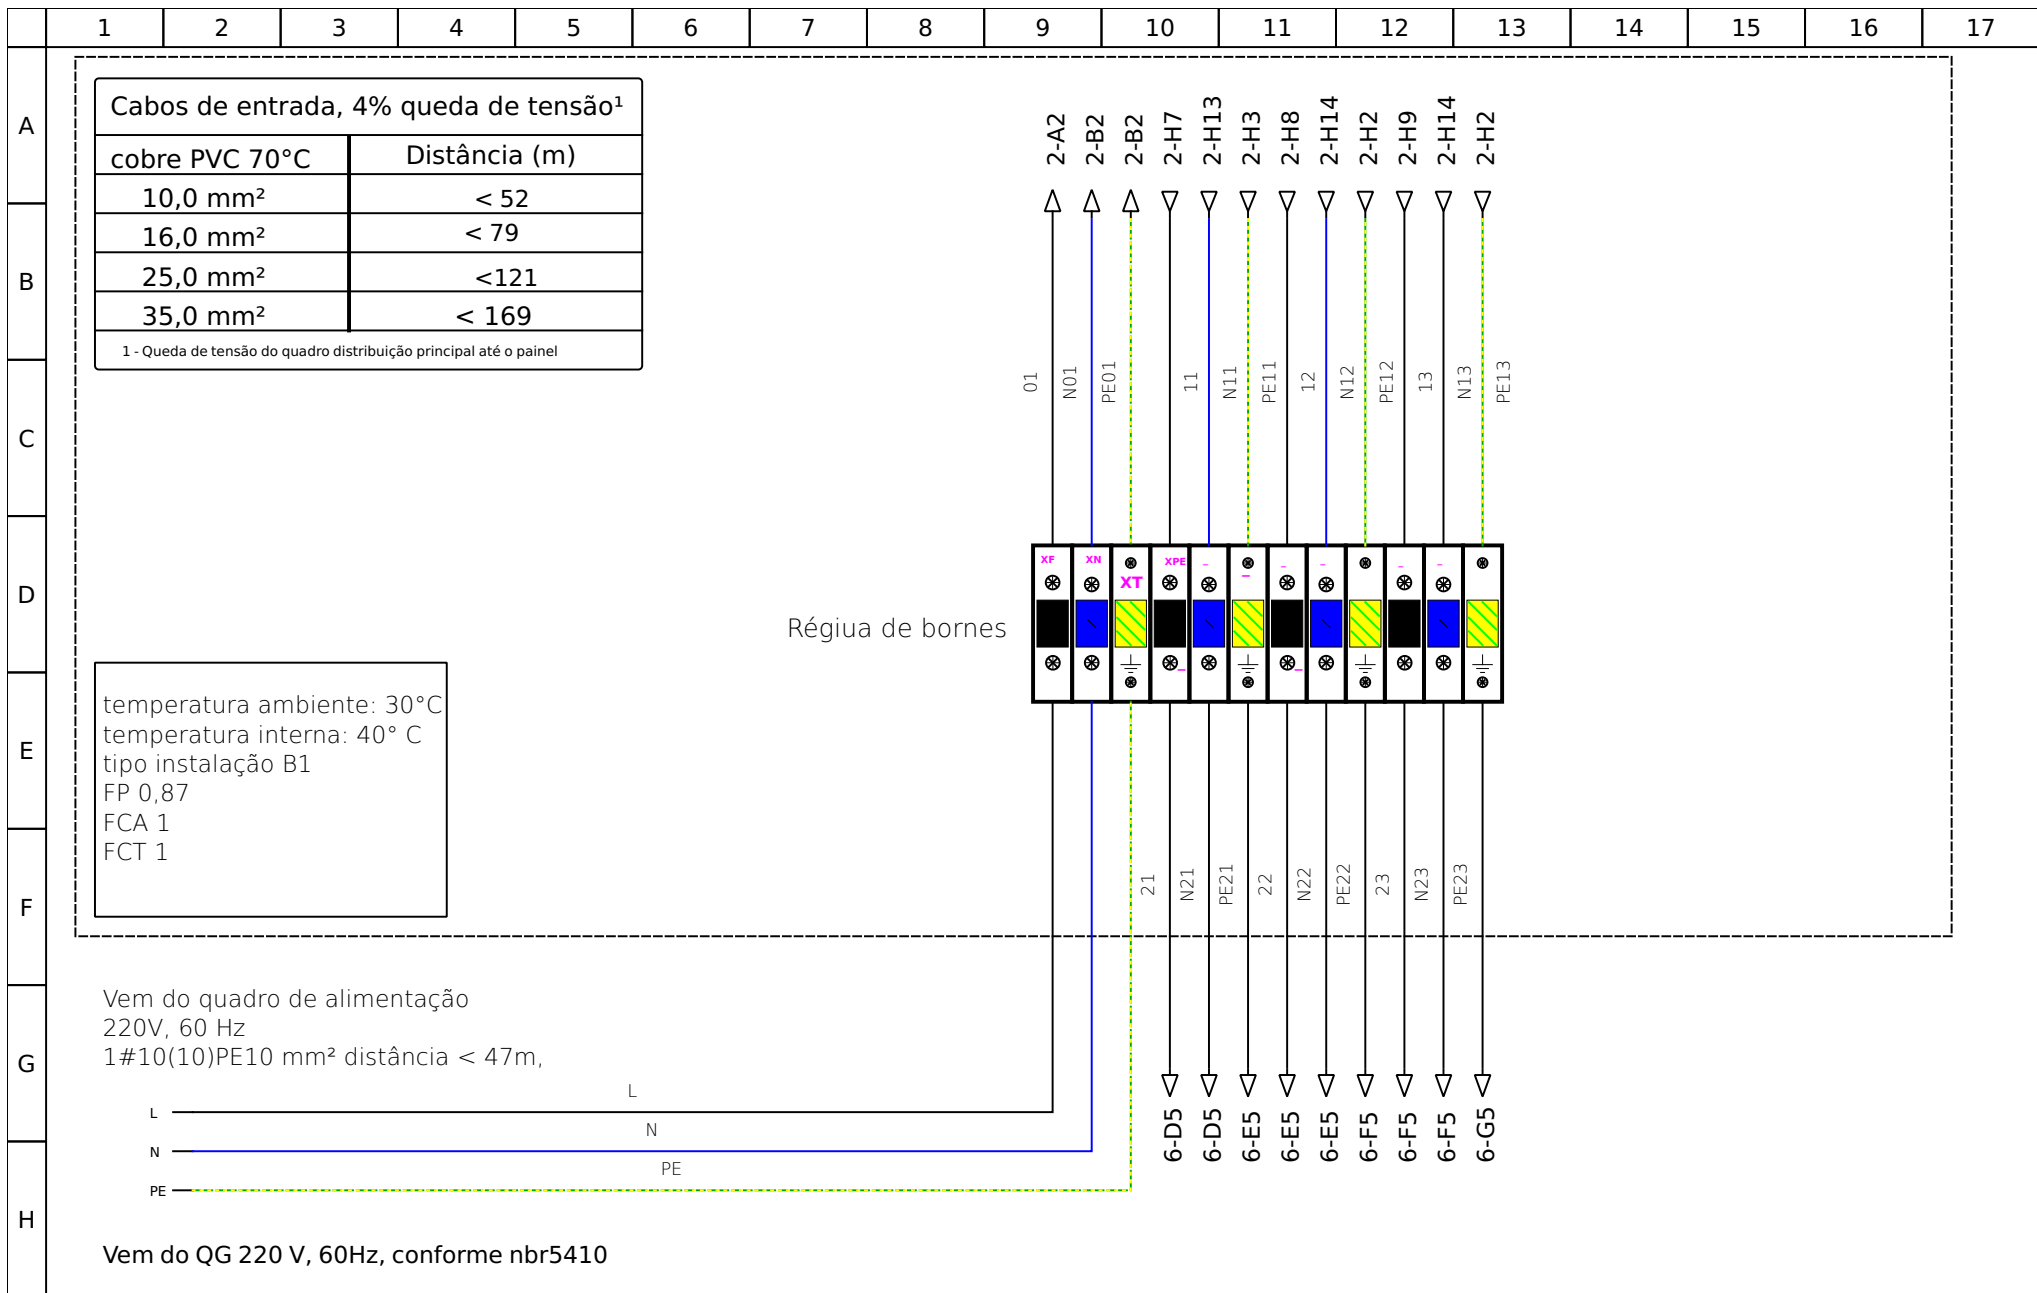 1 2 3 4 5 6 7 8 9 10 11 12 13 14 15 16 17
A
B
C
D
E
F
G
H
Cabos de entrada, 4% queda de tensão¹
cobre PVC 70°C Distância (m)
10,0 mm² < 52
16,0 mm² < 79
25,0 mm² <121
35,0 mm² < 169
1 - Queda de tensão do quadro distribuição principal até o painel
2-A2
2-B2
2-B2
2-H7
2-H13
2-H3
2-H8
2-H14
2-H2
2-H9
2-H14
2-H2
01
N01
PE01
11
N11
PE11
12
N12
PE12
13
N13
PE13
XF XN XT XPE
Régiua de bornes
temperatura ambiente: 30°C
temperatura interna: 40° C
tipo instalação B1
FP 0,87
FCA 1
FCT 1
21
N21
PE21
22
N22
PE22
23
N23
PE23
Vem do quadro de alimentação
220V, 60 Hz
1#10(10)PE10 mm² distância < 47m,
L
L
N
N
PE
PE
6-D5
6-D5
6-E5
6-E5
6-E5
6-F5
6-F5
6-F5
6-G5
Vem do QG 220 V, 60Hz, conforme nbr5410